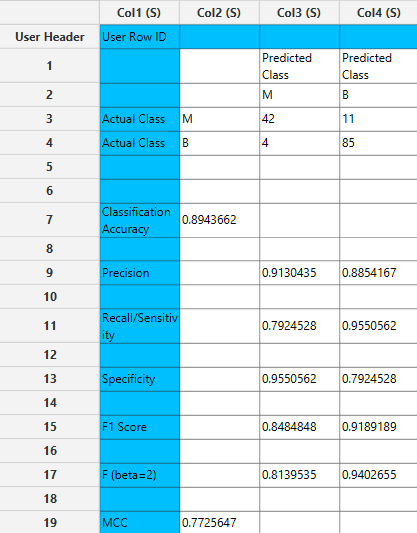 Col1 (S) Col2 (S) Col3 (S) Col4 (S)
User Header User Row ID
1 Predicted Class Predicted Class
2 M B
3 Actual Class M 42 11
4 Actual Class B 4 85
5
6
7 Classification Accuracy 0.8943662
8
9 Precision 0.9130435 0.8854167
10
11 Recall/Sensitivity 0.7924528 0.9550562
12
13 Specificity 0.9550562 0.7924528
14
15 F1 Score 0.8484848 0.9189189
16
17 F (beta=2) 0.8139535 0.9402655
18
19 MCC 0.7725647